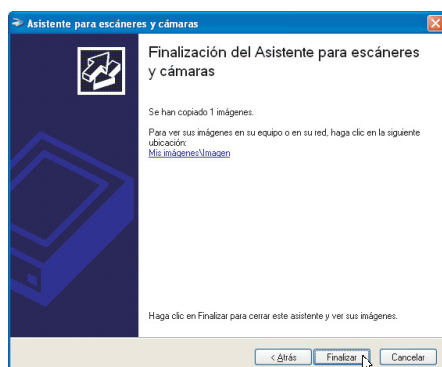 Asistente para escáneres y cámaras
Finalización del Asistente para escáneres
y cámaras
Se han copiado 1 imágenes.
Para ver sus imágenes en su equipo o en su red, haga clic en la siguiente
ubicación:
Mis imágenes\Imagen
Haga clic en Finalizar para cerrar este asistente y ver sus imágenes.
< Atrás Finalizar Cancelar